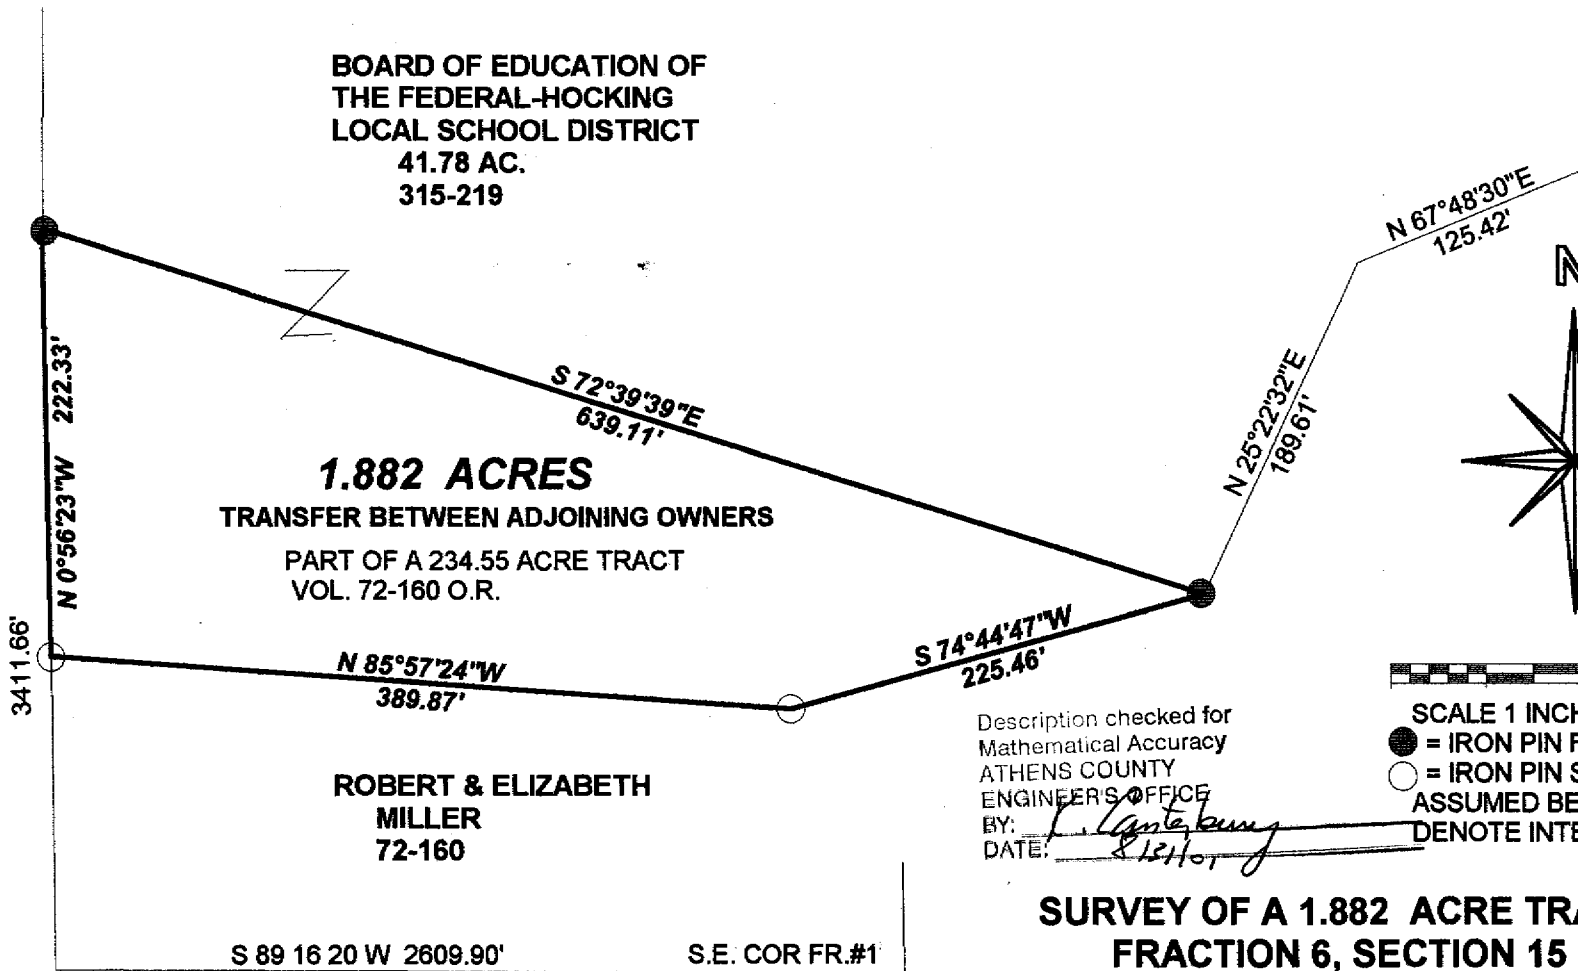 BOARD OF EDUCATION OF
THE FEDERAL-HOCKING
LOCAL SCHOOL DISTRICT
41.78 AC.
315-219
N 67°48'30"E
125.42'
N
N 25°22'32"E
189.61'
S 72°39'39"E
639.11'
N 0°56'23"W 222.33'
1.882 ACRES
TRANSFER BETWEEN ADJOINING OWNERS
PART OF A 234.55 ACRE TRACT
VOL. 72-160 O.R.
3411.66'
N 85°57'24"W
389.87'
S 74°44'47"W
225.46'
Description checked for
Mathematical Accuracy
ATHENS COUNTY
ENGINEER'S OFFICE
BY: K. Canterbury
DATE: 8/31/01
SCALE 1 INCH
= IRON PIN F
= IRON PIN S
ASSUMED BE
DENOTE INTE
ROBERT & ELIZABETH
MILLER
72-160
S 89 16 20 W 2609.90'
S.E. COR FR.#1
SURVEY OF A 1.882 ACRE TRA
FRACTION 6, SECTION 15